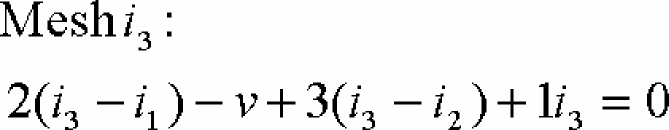 Mesh i₃ :
2(i₃ − i₁) − v + 3(i₃ − i₂) + 1i₃ = 0